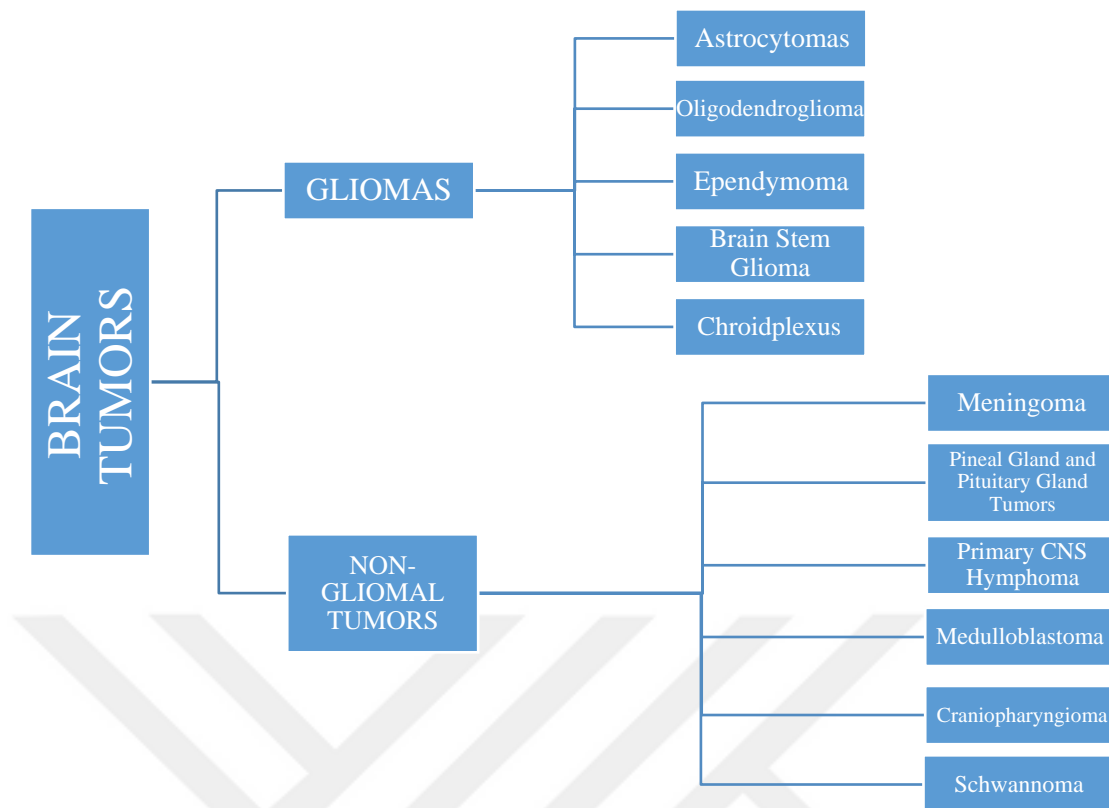 BRAIN
TUMORS
GLIOMAS
Astrocytomas
Oligodendroglioma
Ependymoma
Brain Stem
Glioma
Chroidplexus
NON-
GLIOMAL
TUMORS
Meningoma
Pineal Gland and
Pituitary Gland
Tumors
Primary CNS
Hymphoma
Medulloblastoma
Craniopharyngioma
Schwannoma